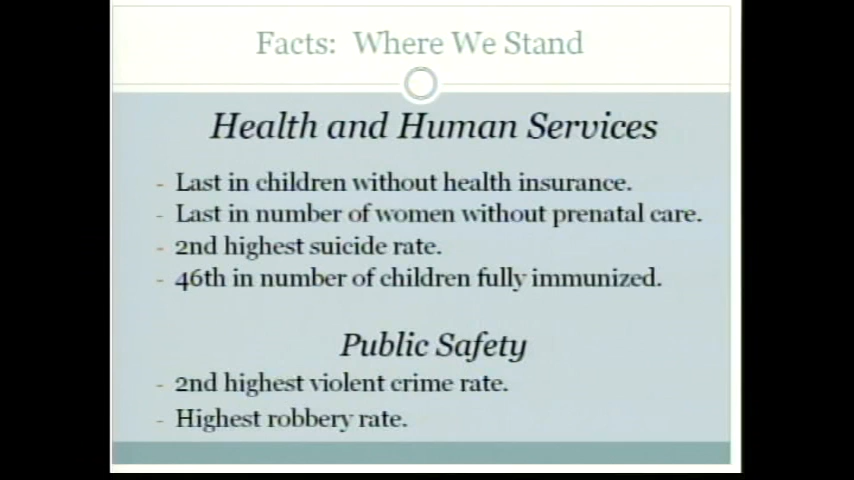 Facts: Where We Stand
Health and Human Services
- Last in children without health insurance.
- Last in number of women without prenatal care.
- 2nd highest suicide rate.
- 46th in number of children fully immunized.
Public Safety
- 2nd highest violent crime rate.
- Highest robbery rate.